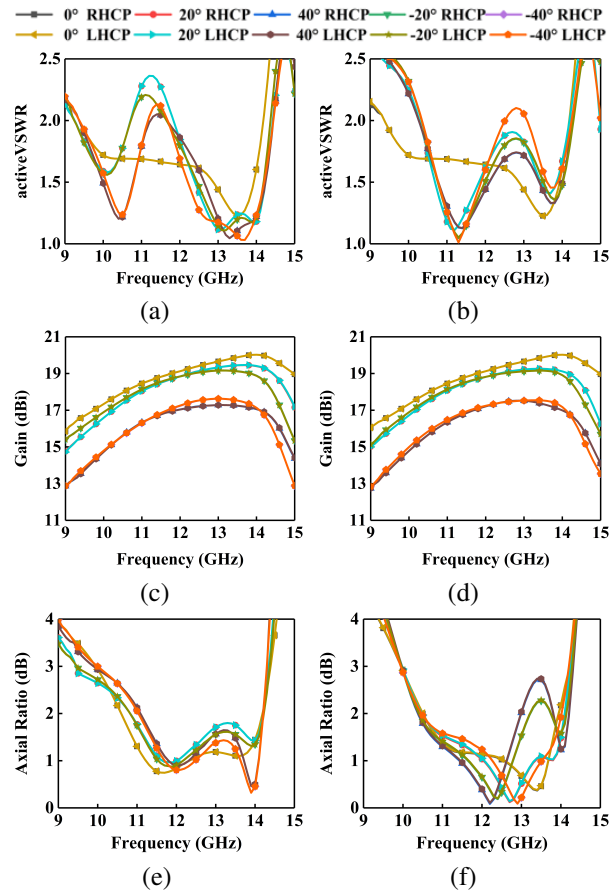 0° RHCP 20° RHCP 40° RHCP -20° RHCP -40° RHCP
0° LHCP 20° LHCP 40° LHCP -20° LHCP -40° LHCP
2.5
2.0
1.5
1.0
activeVSWR
9 10 11 12 13 14 15
Frequency (GHz)
(a)
2.5
2.0
1.5
1.0
activeVSWR
9 10 11 12 13 14 15
Frequency (GHz)
(b)
21
19
17
15
13
11
Gain (dBi)
9 10 11 12 13 14 15
Frequency (GHz)
(c)
21
19
17
15
13
11
Gain (dBi)
9 10 11 12 13 14 15
Frequency (GHz)
(d)
4
3
2
1
0
Axial Ratio (dB)
9 10 11 12 13 14 15
Frequency (GHz)
(e)
4
3
2
1
0
Axial Ratio (dB)
9 10 11 12 13 14 15
Frequency (GHz)
(f)